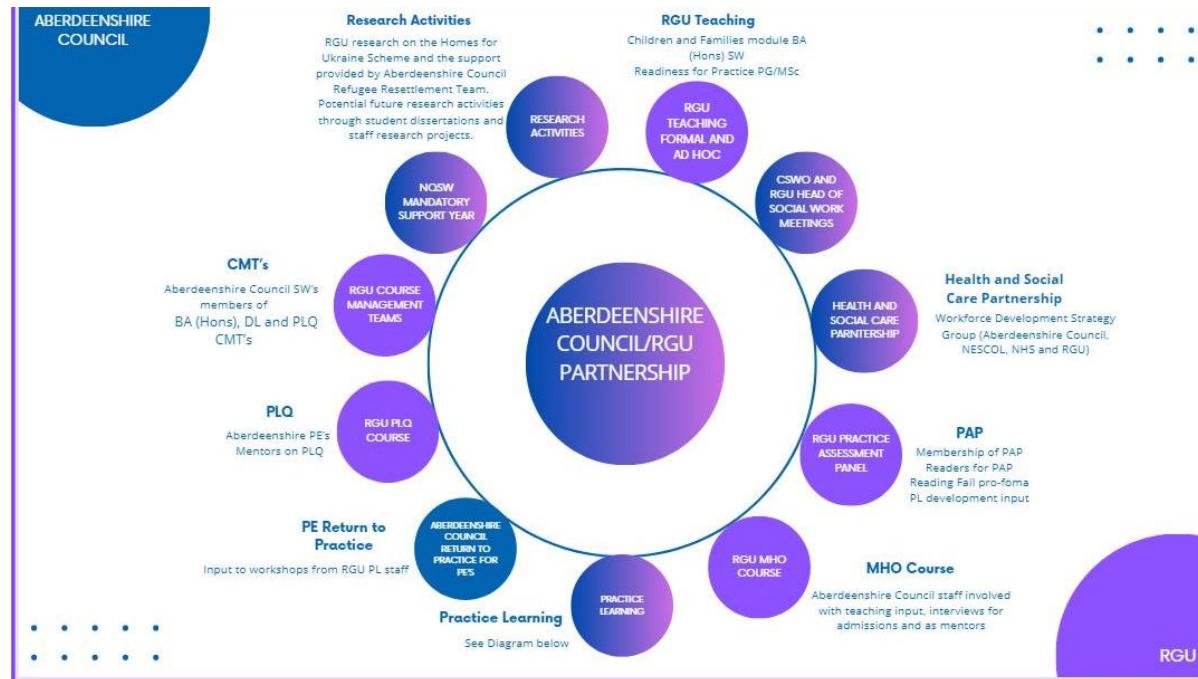 ABERDEENSHIRE
COUNCIL
Research Activities
RGU research on the Homes for
Ukraine Scheme and the support
provided by Aberdeenshire Council
Refugee Resettlement Team.
Potential future research activities
through student dissertations and
staff research projects.
RGU Teaching
Children and Families module BA
(Hons) SW
Readiness for Practice PG/MSc
RESEARCH
ACTIVITIES
RGU
TEACHING
FORMAL AND
AD HOC
NQSW
MANDATORY
SUPPORT YEAR
CSWO AND
RGU HEAD OF
SOCIAL WORK
MEETINGS
CMT's
Aberdeenshire Council SW's
members of
BA (Hons), DL and PLQ
CMT's
RGU COURSE
MANAGEMENT
TEAMS
ABERDEENSHIRE
COUNCIL/RGU
PARTNERSHIP
HEALTH AND
SOCIAL CARE
PARNTERSHIP
Health and Social
Care Partnership
Workforce Development Strategy
Group (Aberdeenshire Council,
NESCOL, NHS and RGU)
PLQ
Aberdeenshire PE's
Mentors on PLQ
RGU PLQ
COURSE
RGU PRACTICE
ASSESSMENT
PANEL
PAP
Membership of PAP
Readers for PAP
Reading Fail pro-foma
PL development input
PE Return to
Practice
Input to workshops from RGU PL staff
ABERDEENSHIRE
COUNCIL
RETURN TO
PRACTICE FOR
PE'S
Practice Learning
See Diagram below
PRACTICE
LEARNING
RGU MHO
COURSE
MHO Course
Aberdeenshire Council staff involved
with teaching input, interviews for
admissions and as mentors
RGU